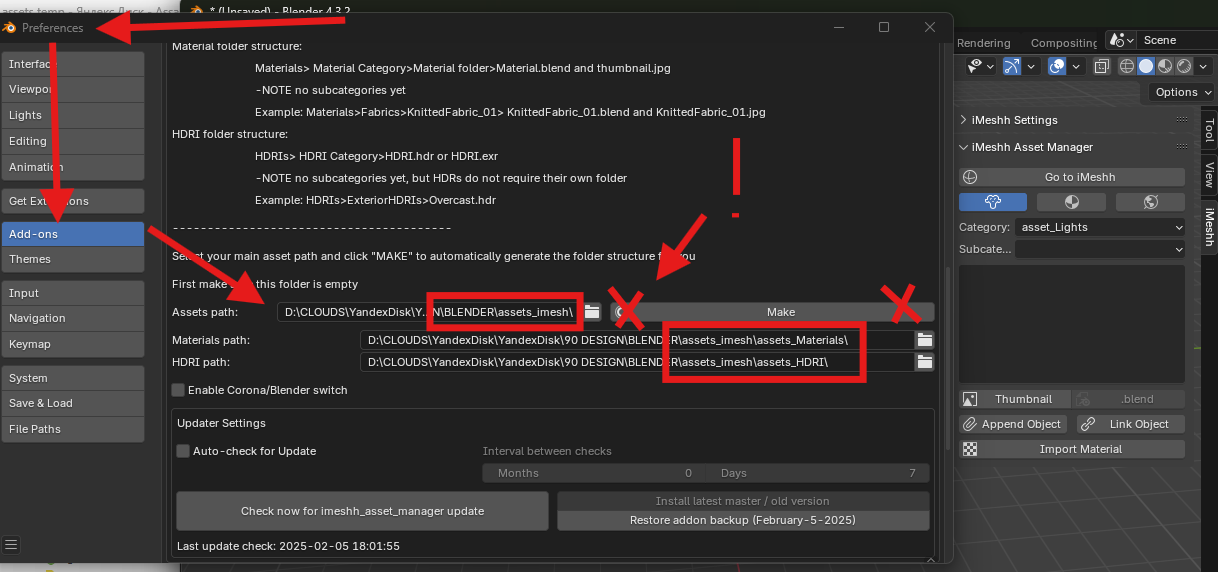 assets temp - Яндекс.Диск - Asse
* (Unsaved) - Blender 4.3.2
Preferences
Rendering
Compositing
Scene
Options
Interface
Viewport
Lights
Editing
Animation
Get Extensions
Add-ons
Themes
Input
Navigation
Keymap
System
Save & Load
File Paths
Material folder structure:
Materials> Material Category>Material folder>Material.blend and thumbnail.jpg
-NOTE no subcategories yet
Example: Materials>Fabrics>KnittedFabric_01> KnittedFabric_01.blend and KnittedFabric_01.jpg
HDRI folder structure:
HDRIs> HDRI Category>HDRI.hdr or HDRI.exr
-NOTE no subcategories yet, but HDRs do not require their own folder
Example: HDRIs>ExteriorHDRIs>Overcast.hdr
----------------------------------------
Select your main asset path and click "MAKE" to automatically generate the folder structure for you
First make sure this folder is empty
Assets path:
D:\CLOUDS\YandexDisk\Y...N\BLENDER\assets_imesh\
Make
Materials path:
D:\CLOUDS\YandexDisk\YandexDisk\90 DESIGN\BLENDER\assets_imesh\assets_Materials\
HDRI path:
D:\CLOUDS\YandexDisk\YandexDisk\90 DESIGN\BLENDER\assets_imesh\assets_HDRI\
Enable Corona/Blender switch
Updater Settings
Auto-check for Update
Interval between checks
Months 0
Days 7
Check now for imeshh_asset_manager update
Install latest master / old version
Restore addon backup (February-5-2025)
Last update check: 2025-02-05 18:01:55
!
iMeshh Settings
iMeshh Asset Manager
Go to iMeshh
Category: asset_Lights
Subcate...
Thumbnail
.blend
Append Object
Link Object
Import Material
Tool
View
iMeshh